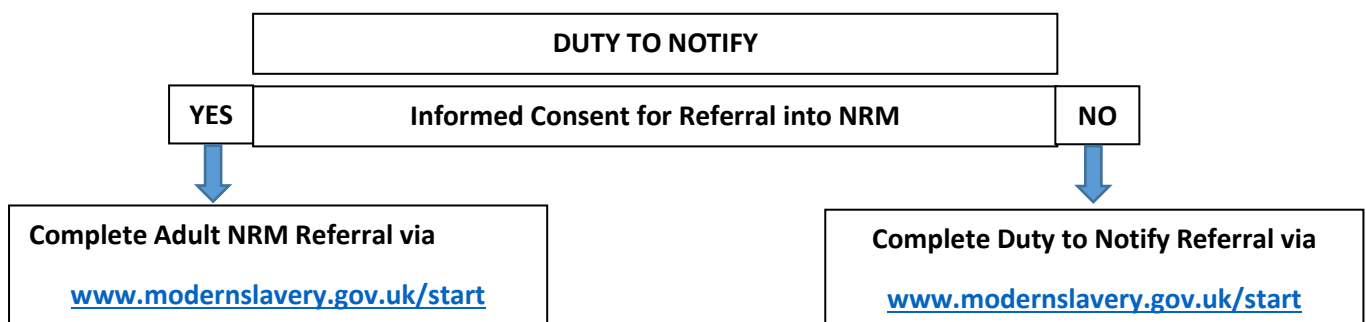 DUTY TO NOTIFY
YES
Informed Consent for Referral into NRM
NO
Complete Adult NRM Referral via
www.modernslavery.gov.uk/start
Complete Duty to Notify Referral via
www.modernslavery.gov.uk/start